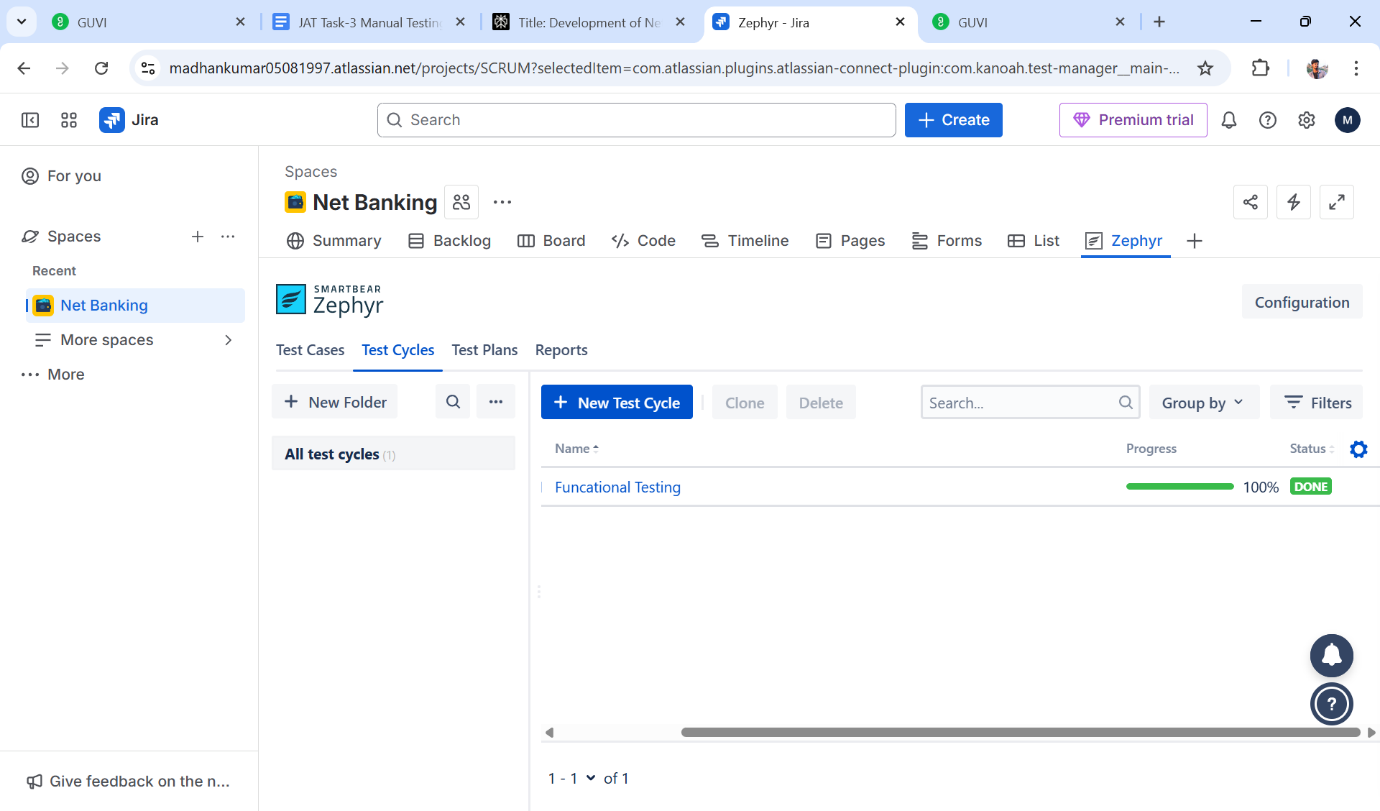 GUVI
JAT Task-3 Manual Testin
Title: Development of Ne
Zephyr - Jira
GUVI
madhankumar05081997.atlassian.net/projects/SCRUM?selectedItem=com.atlassian.plugins.atlassian-connect-plugin:com.kanoah.test-manager__main-...
Jira
Search
Create
Premium trial
M
For you
Spaces
Recent
Net Banking
More spaces
More
Give feedback on the n...
Spaces
Net Banking
Summary
Backlog
Board
Code
Timeline
Pages
Forms
List
Zephyr
SMARTBEAR
Zephyr
Configuration
Test Cases
Test Cycles
Test Plans
Reports
New Folder
All test cycles (1)
New Test Cycle
Clone
Delete
Search...
Group by
Filters
Name
Progress
Status
Funcational Testing
100%
DONE
1 - 1 of 1